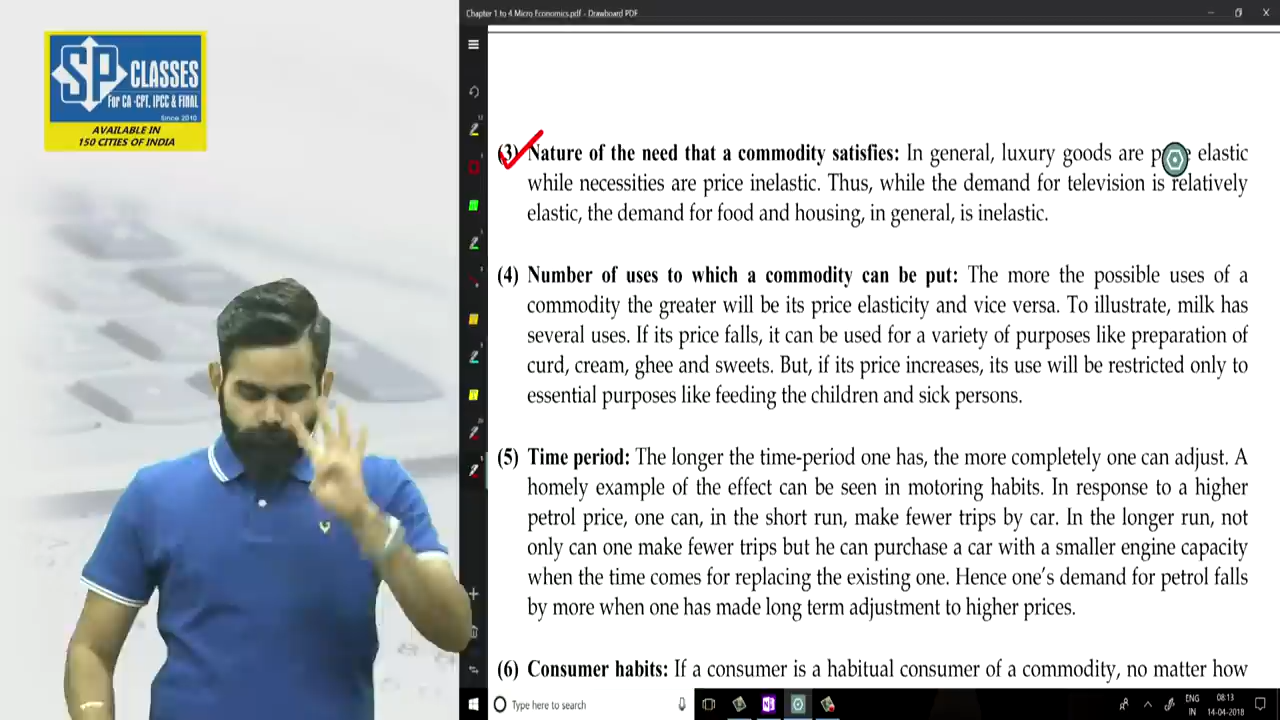 Chapter 1 to 4 Micro Economics.pdf - Drawboard PDF
SP CLASSES
For CA -CPT, IPCC & FINAL
Since 2010
AVAILABLE IN
150 CITIES OF INDIA
(3) Nature of the need that a commodity satisfies: In general, luxury goods are elastic
while necessities are price inelastic. Thus, while the demand for television is relatively
elastic, the demand for food and housing, in general, is inelastic.
(4) Number of uses to which a commodity can be put: The more the possible uses of a
commodity the greater will be its price elasticity and vice versa. To illustrate, milk has
several uses. If its price falls, it can be used for a variety of purposes like preparation of
curd, cream, ghee and sweets. But, if its price increases, its use will be restricted only to
essential purposes like feeding the children and sick persons.
(5) Time period: The longer the time-period one has, the more completely one can adjust. A
homely example of the effect can be seen in motoring habits. In response to a higher
petrol price, one can, in the short run, make fewer trips by car. In the longer run, not
only can one make fewer trips but he can purchase a car with a smaller engine capacity
when the time comes for replacing the existing one. Hence one's demand for petrol falls
by more when one has made long term adjustment to higher prices.
(6) Consumer habits: If a consumer is a habitual consumer of a commodity, no matter how
Type here to search
ENG
IN
08:13
14-04-2018